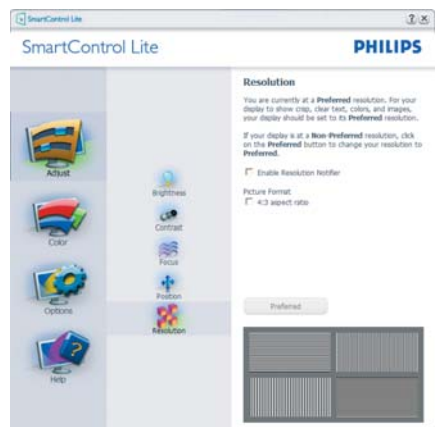 SmartControl Lite
SmartControl Lite
PHILIPS
Adjust
Color
Options
Help
Brightness
Contrast
Focus
Position
Resolution
Resolution
You are currently at a Preferred resolution. For your
display to show crisp, clear text, colors, and images,
your display should be set to its Preferred resolution.
If your display is at a Non-Preferred resolution, click
on the Preferred button to change your resolution to
Preferred.
Enable Resolution Notifier
Picture Format
4:3 aspect ratio
Preferred